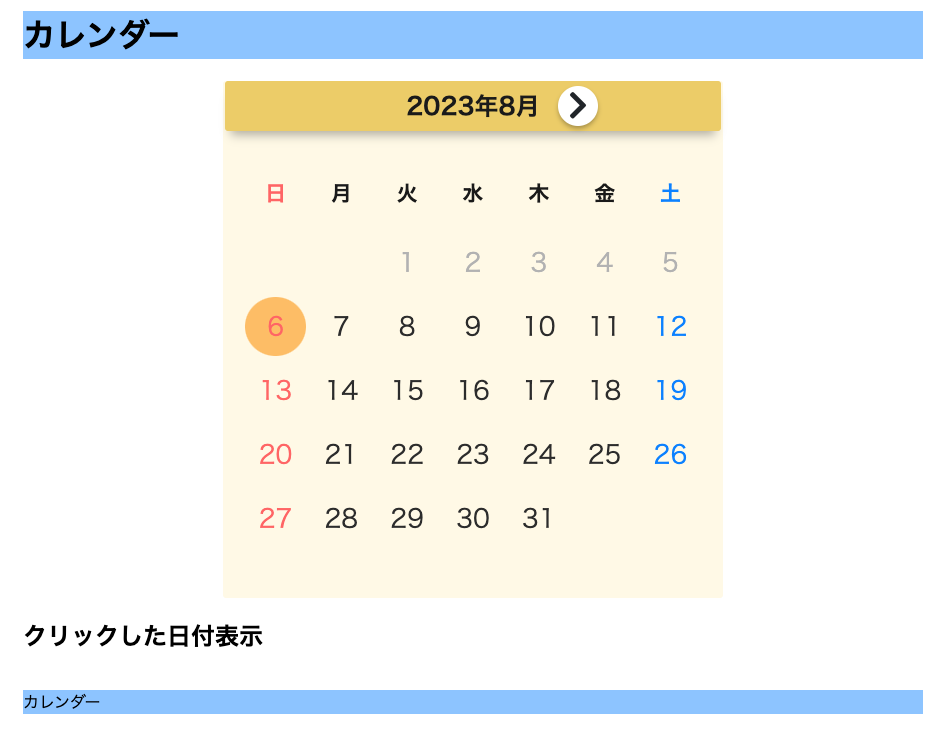 カレンダー
2023年8月
日 月 火 水 木 金 土
1 2 3 4 5
6 7 8 9 10 11 12
13 14 15 16 17 18 19
20 21 22 23 24 25 26
27 28 29 30 31
クリックした日付表示
カレンダー